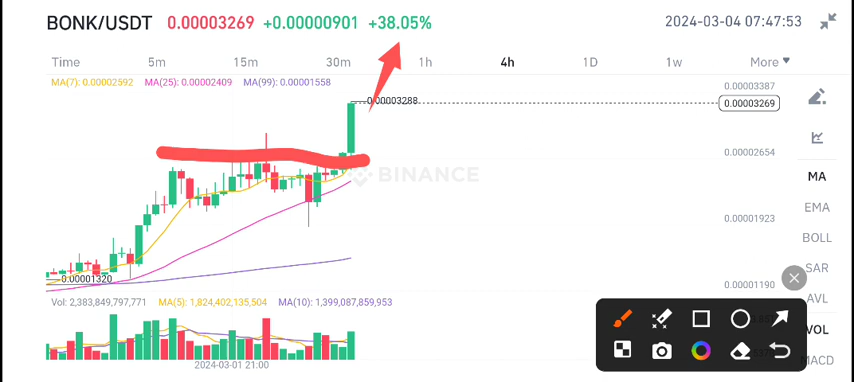 BONK/USDT 0.00003269 +0.00000901 +38.05% 2024-03-04 07:47:53
Time 5m 15m 30m 1h 4h 1D 1w More
MA(7): 0.00002592 MA(25): 0.00002409 MA(99): 0.00001558
0.00003387
0.00003288
0.00003269
0.00002654
BINANCE
MA
0.00001923
EMA
BOLL
SAR
0.00001320
0.00001190
AVL
Vol: 2,383,849,797,771 MA(5): 1,824,402,135,504 MA(10): 1,399,087,859,953
VOL
MACD
2024-03-01 21:00